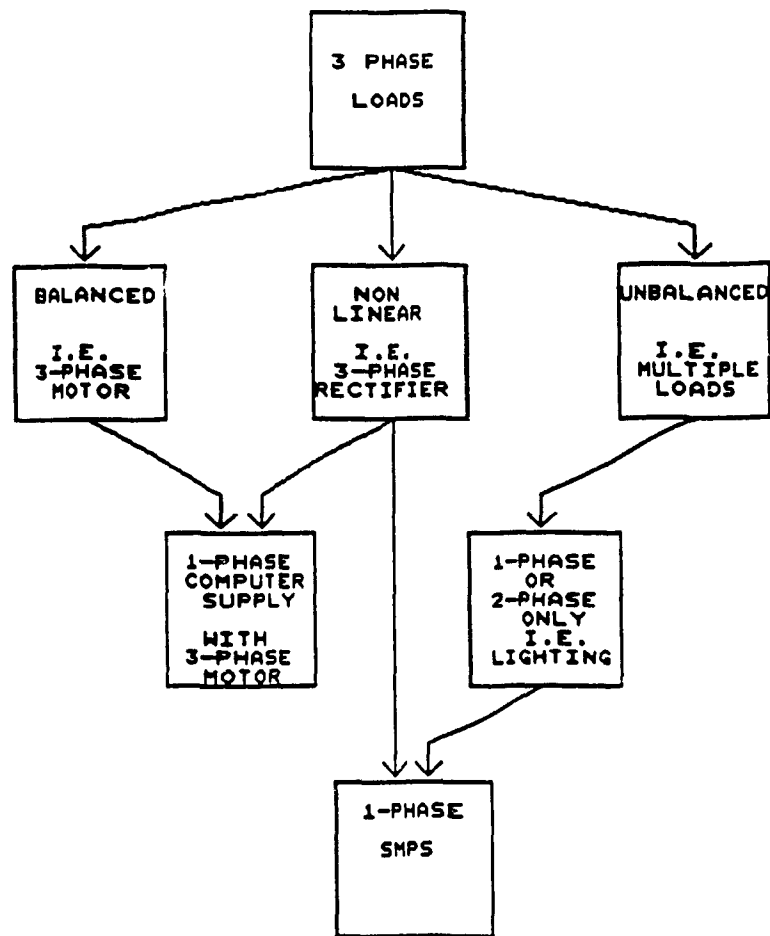 3 PHASE
LOADS
BALANCED
I.E.
3-PHASE
MOTOR
NON
LINEAR
I.E.
3-PHASE
RECTIFIER
UNBALANCED
I.E.
MULTIPLE
LOADS
1-PHASE
COMPUTER
SUPPLY
WITH
3-PHASE
MOTOR
1-PHASE
OR
2-PHASE
ONLY
I.E.
LIGHTING
1-PHASE
SMPS